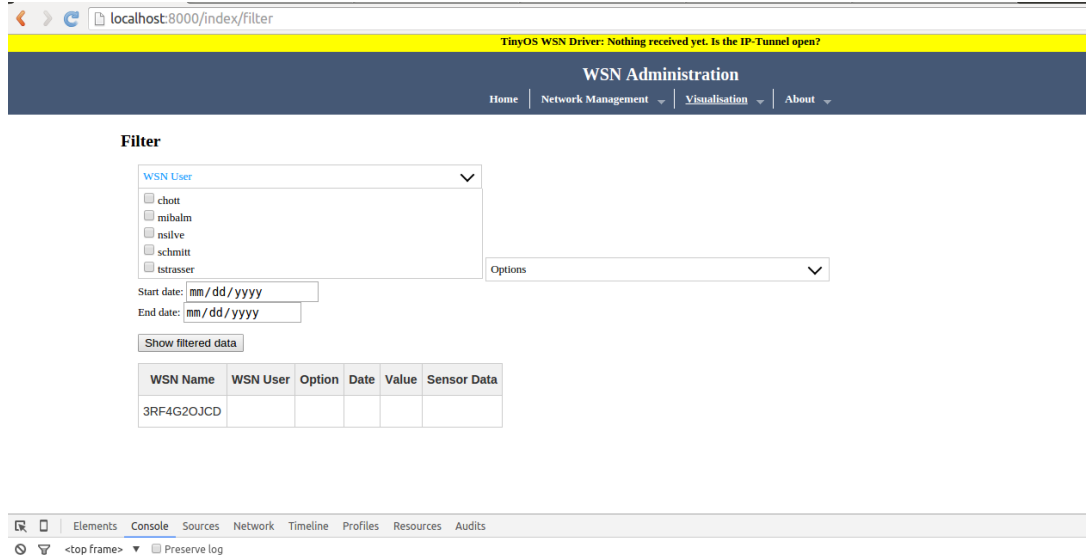 localhost:8000/index/filter
TinyOS WSN Driver: Nothing received yet. Is the IP-Tunnel open?
WSN Administration
Home Network Management Visualisation About
Filter
WSN User
chott
mibalm
nsilve
schmitt
tstrasser
Options
Start date: mm/dd/yyyy
End date: mm/dd/yyyy
Show filtered data
WSN Name WSN User Option Date Value Sensor Data
3RF4G2OJCD
Elements Console Sources Network Timeline Profiles Resources Audits
<top frame> Preserve log